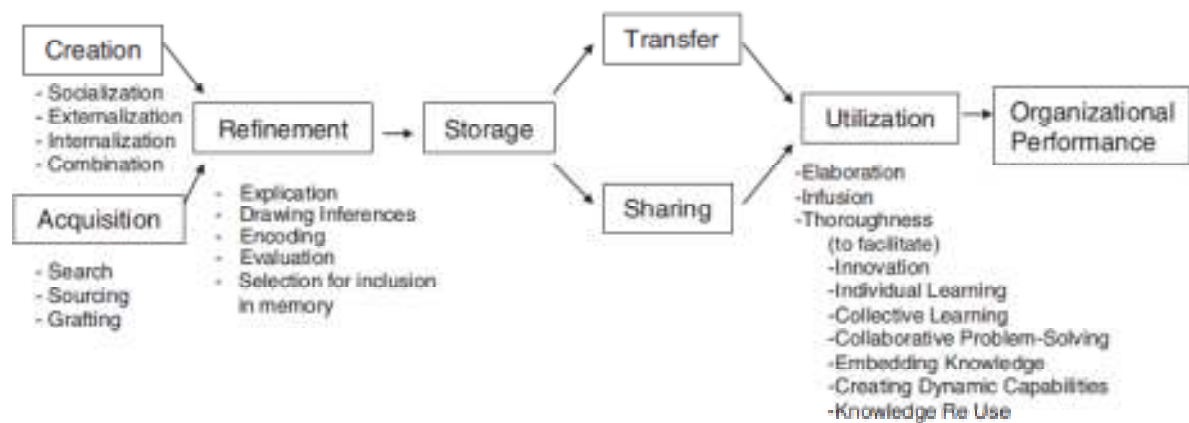 Creation
- Socialization
- Externalization
- Internalization
- Combination
Acquisition
- Search
- Sourcing
- Grafting
Refinement
- Explication
- Drawing Inferences
- Encoding
- Evaluation
- Selection for inclusion
in memory
Storage
Transfer
Sharing
Utilization
-Elaboration
-Infusion
-Thoroughness
(to facilitate)
-Innovation
-Individual Learning
-Collective Learning
-Collaborative Problem-Solving
-Embedding Knowledge
-Creating Dynamic Capabilities
-Knowledge Re Use
Organizational
Performance